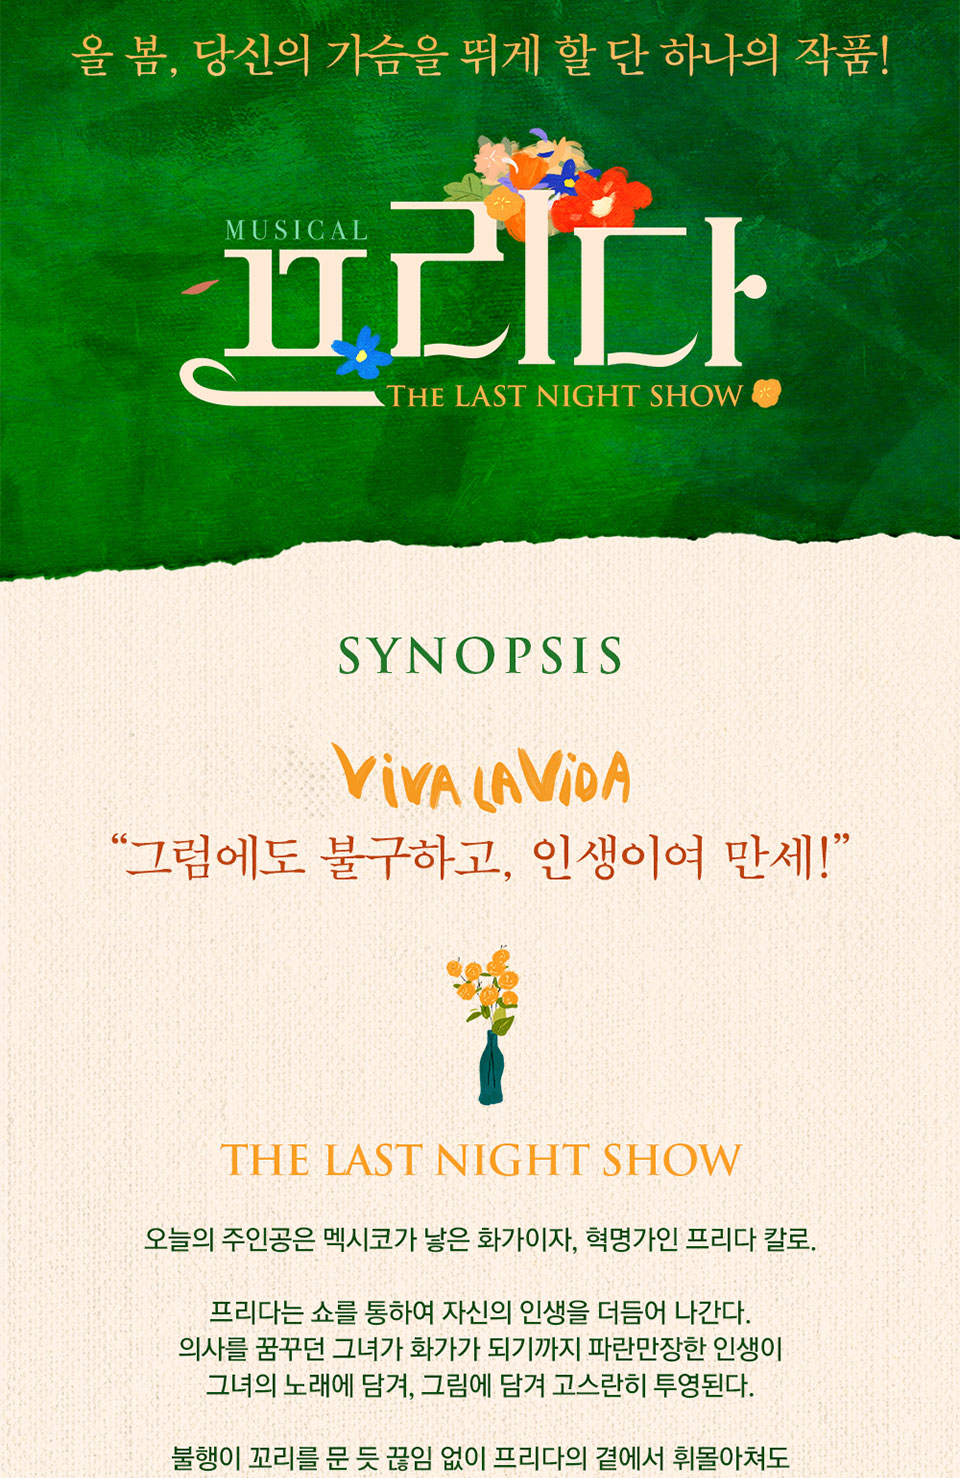 올 봄, 당신의 가슴을 뛰게 할 단 하나의 작품!
MUSICAL
프리다
THE LAST NIGHT SHOW
SYNOPSIS
VIVA LA VIDA
“그럼에도 불구하고, 인생이여 만세!”
THE LAST NIGHT SHOW
오늘의 주인공은 멕시코가 낳은 화가이자, 혁명가인 프리다 칼로.
프리다는 쇼를 통하여 자신의 인생을 더듬어 나간다.
의사를 꿈꾸던 그녀가 화가가 되기까지 파란만장한 인생이
그녀의 노래에 담겨, 그림에 담겨 고스란히 투영된다.
불행이 꼬리를 문 듯 끊임 없이 프리다의 곁에서 휘몰아쳐도